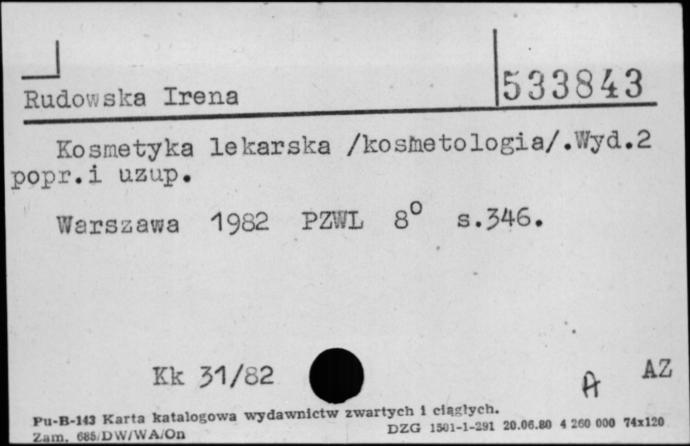 533843
Rudowska Irena
Kosmetyka lekarska /kosmetologia/.Wyd.2
popr.i uzup.
Warszawa 1982 PZWL 8° s.346.
Kk 31/82
A AZ
Pu-B-143 Karta katalogowa wydawnictw zwartych i ciągłych.
Zam. 685/DW/WA/On DZG 1501-1-291 20.06.80 4 260 000 74x120